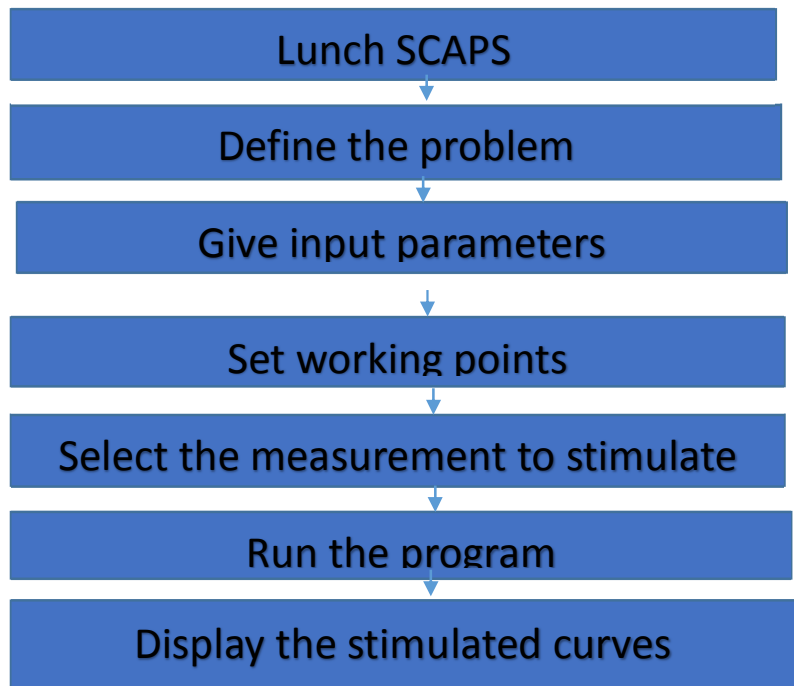 Lunch SCAPS
Define the problem
Give input parameters
Set working points
Select the measurement to stimulate
Run the program
Display the stimulated curves